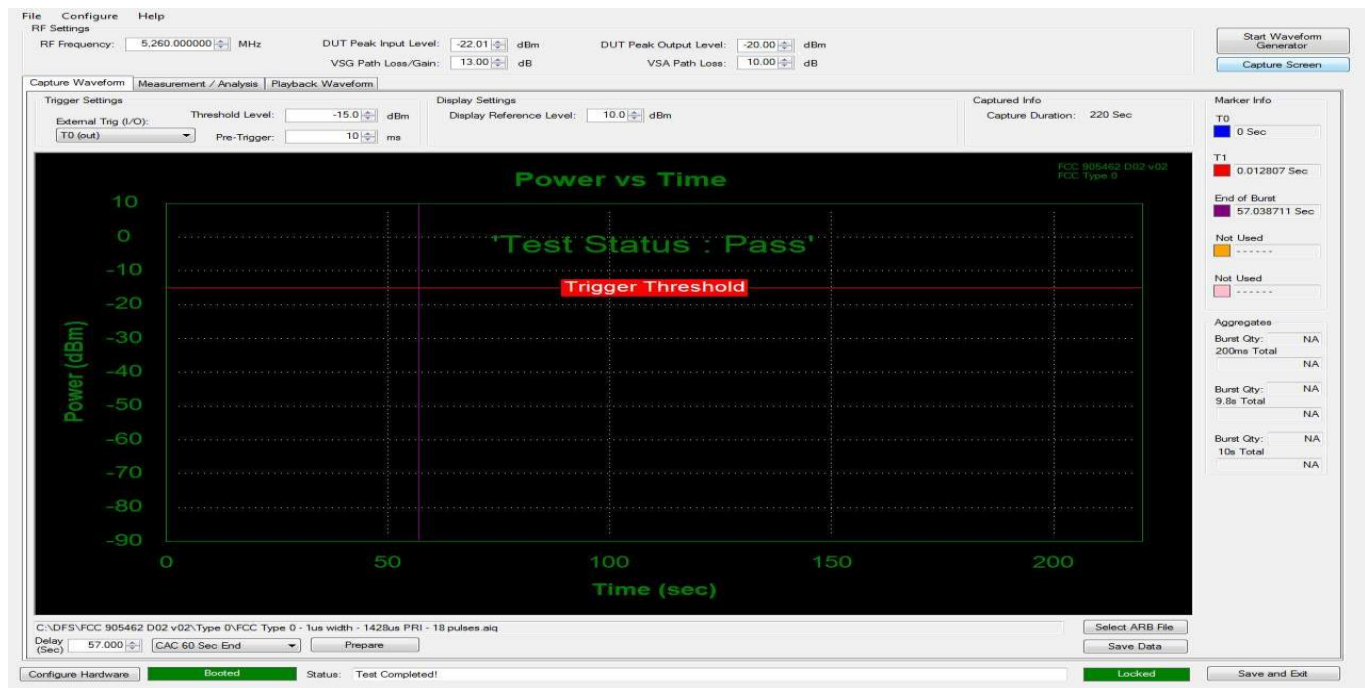 File Configure Help
RF Settings
RF Frequency: 5,260.000000 MHz DUT Peak Input Level: -22.01 dBm DUT Peak Output Level: -20.00 dBm
VSG Path Loss/Gain: 13.00 dB VSA Path Loss: 10.00 dB
Start Waveform
Generator
Capture Screen
Capture Waveform Measurement / Analysis Playback Waveform
Trigger Settings
External Trig (I/O):
T0 (out)
Threshold Level: -15.0 dBm
Pre-Trigger: 10 ms
Display Settings
Display Reference Level: 10.0 dBm
Captured Info
Capture Duration: 220 Sec
Power vs Time
FCC 905462 D02 v02
FCC Type 0
'Test Status : Pass'
Trigger Threshold
Power (dBm)
10
0
-10
-20
-30
-40
-50
-60
-70
-80
-90
0 50 100 150 200
Time (sec)
Marker Info
T0
0 Sec
T1
0.012807 Sec
End of Burst
57.038711 Sec
Not Used
------
Not Used
------
Aggregates
Burst Qty: NA
200ms Total
NA
Burst Qty: NA
9.8s Total
NA
Burst Qty: NA
10s Total
NA
C:\DFS\FCC 905462 D02 v02\Type 0\FCC Type 0 - 1us width - 1428us PRI - 18 pulses.aiq
Select ARB File
Delay
(Sec) 57.000 CAC 60 Sec End Prepare
Save Data
Configure Hardware Booted Status: Test Completed! Locked Save and Exit